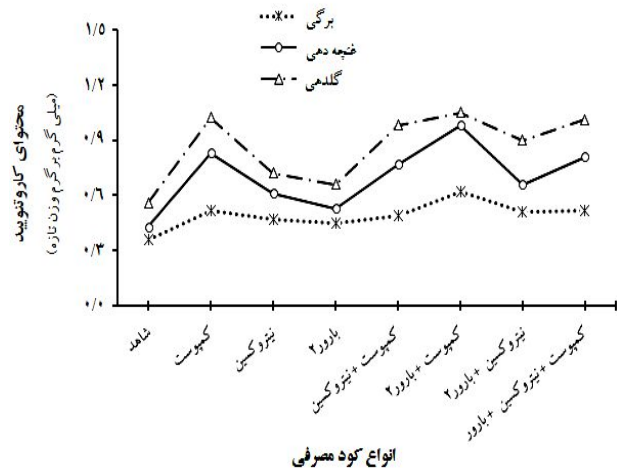 برگی
غنچه دهی
گلدهی
۱/۵
۱/۲
۰/۹
۰/۶
۰/۳
۰/۰
محتوای کاروتنویید
(میلی گرم بر گرم وزن تازه)
شاهد
کمپوست
نیتروکسین
بارور۲
کمپوست+نیتروکسین
کمپوست+بارور۲
نیتروکسین+بارور۲
کمپوست+نیتروکسین+بارور
انواع کود مصرفی